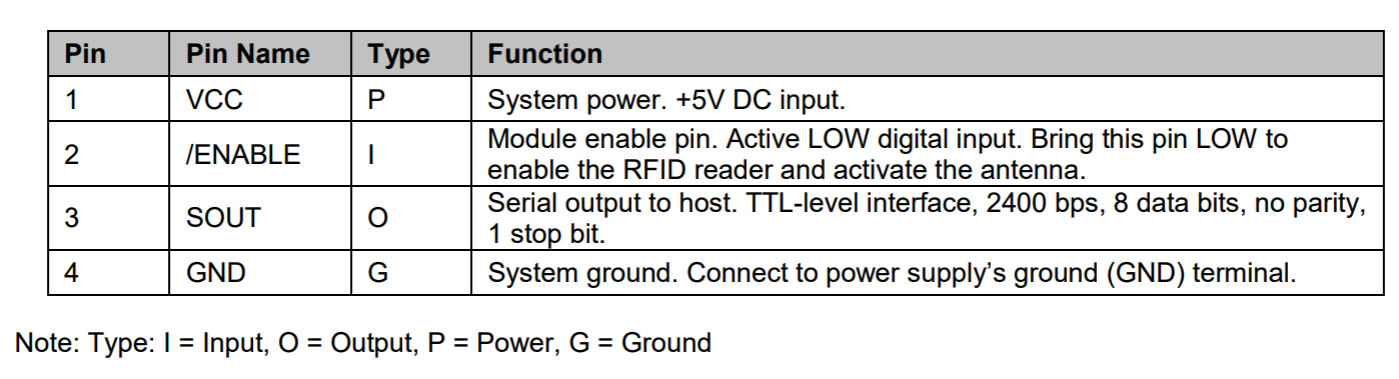 Pin Pin Name Type Function
1 VCC P System power. +5V DC input.
2 /ENABLE I Module enable pin. Active LOW digital input. Bring this pin LOW to
enable the RFID reader and activate the antenna.
3 SOUT O Serial output to host. TTL-level interface, 2400 bps, 8 data bits, no parity,
1 stop bit.
4 GND G System ground. Connect to power supply’s ground (GND) terminal.
Note: Type: I = Input, O = Output, P = Power, G = Ground